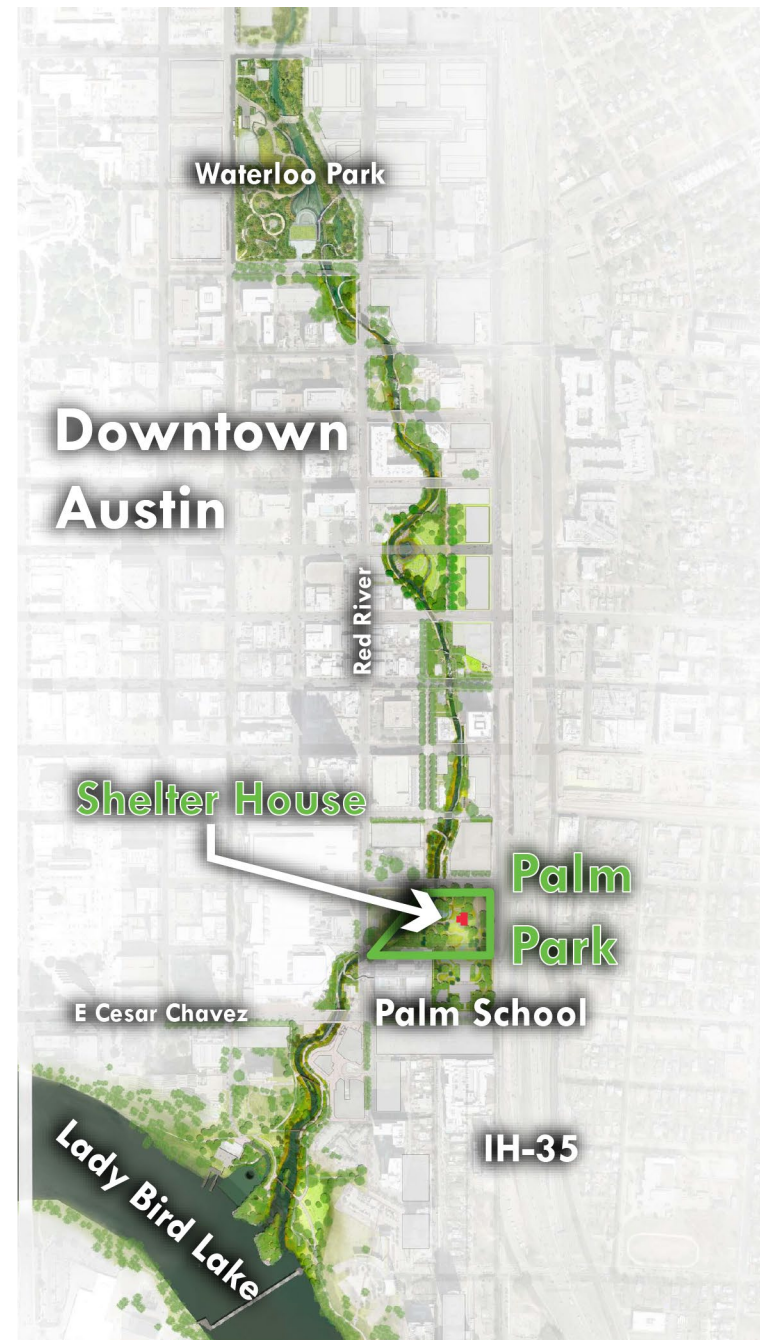 Waterloo Park
Downtown
Austin
Red River
Shelter House
Palm
Park
E Cesar Chavez
Palm School
IH-35
Lady Bird Lake